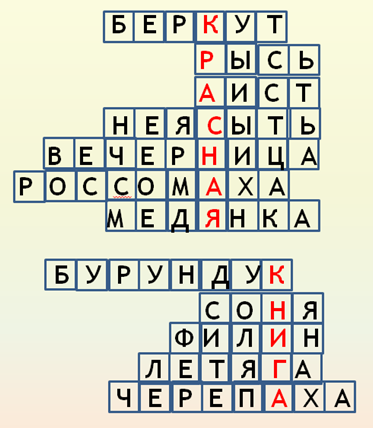 БЕРКУТ
РЫСЬ
АИСТ
НЕЯСЫТЬ
ВЕЧЕРНИЦА
РОССОМАХА
МЕДЯНКА
БУРУНДУК
СОНЯ
ФИЛИН
ЛЕТЯГА
ЧЕРЕПАХА